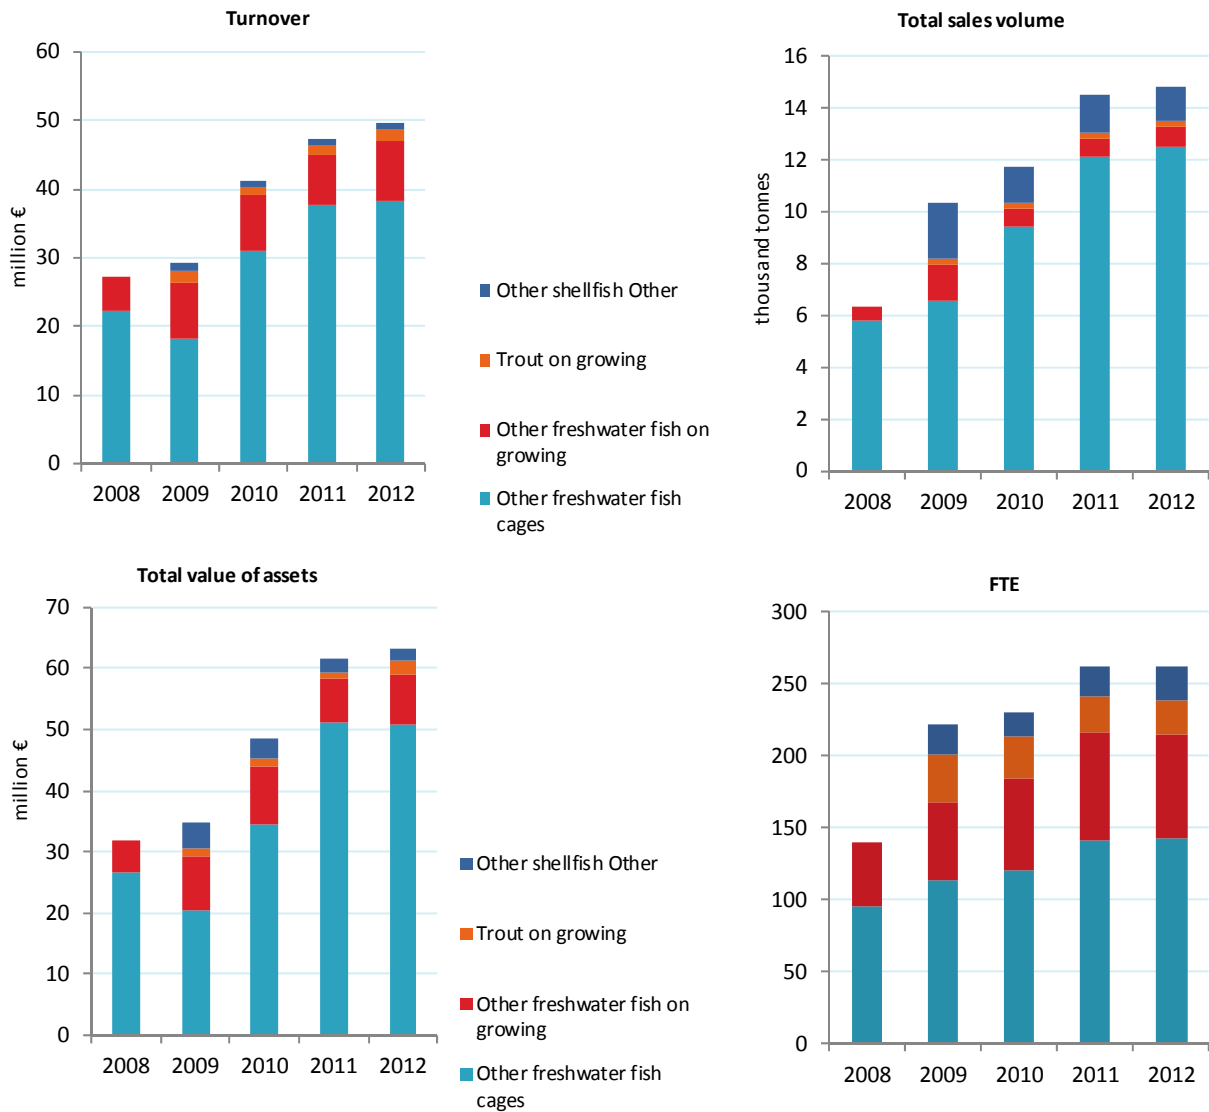 Turnover
60
50
40
30
20
10
0
million €
2008 2009 2010 2011 2012
Other shellfish Other
Trout on growing
Other freshwater fish on
growing
Other freshwater fish
cages
Total sales volume
16
14
12
10
8
6
4
2
0
thousand tonnes
2008 2009 2010 2011 2012
Total value of assets
70
60
50
40
30
20
10
0
million €
2008 2009 2010 2011 2012
Other shellfish Other
Trout on growing
Other freshwater fish on
growing
Other freshwater fish
cages
FTE
300
250
200
150
100
50
0
2008 2009 2010 2011 2012